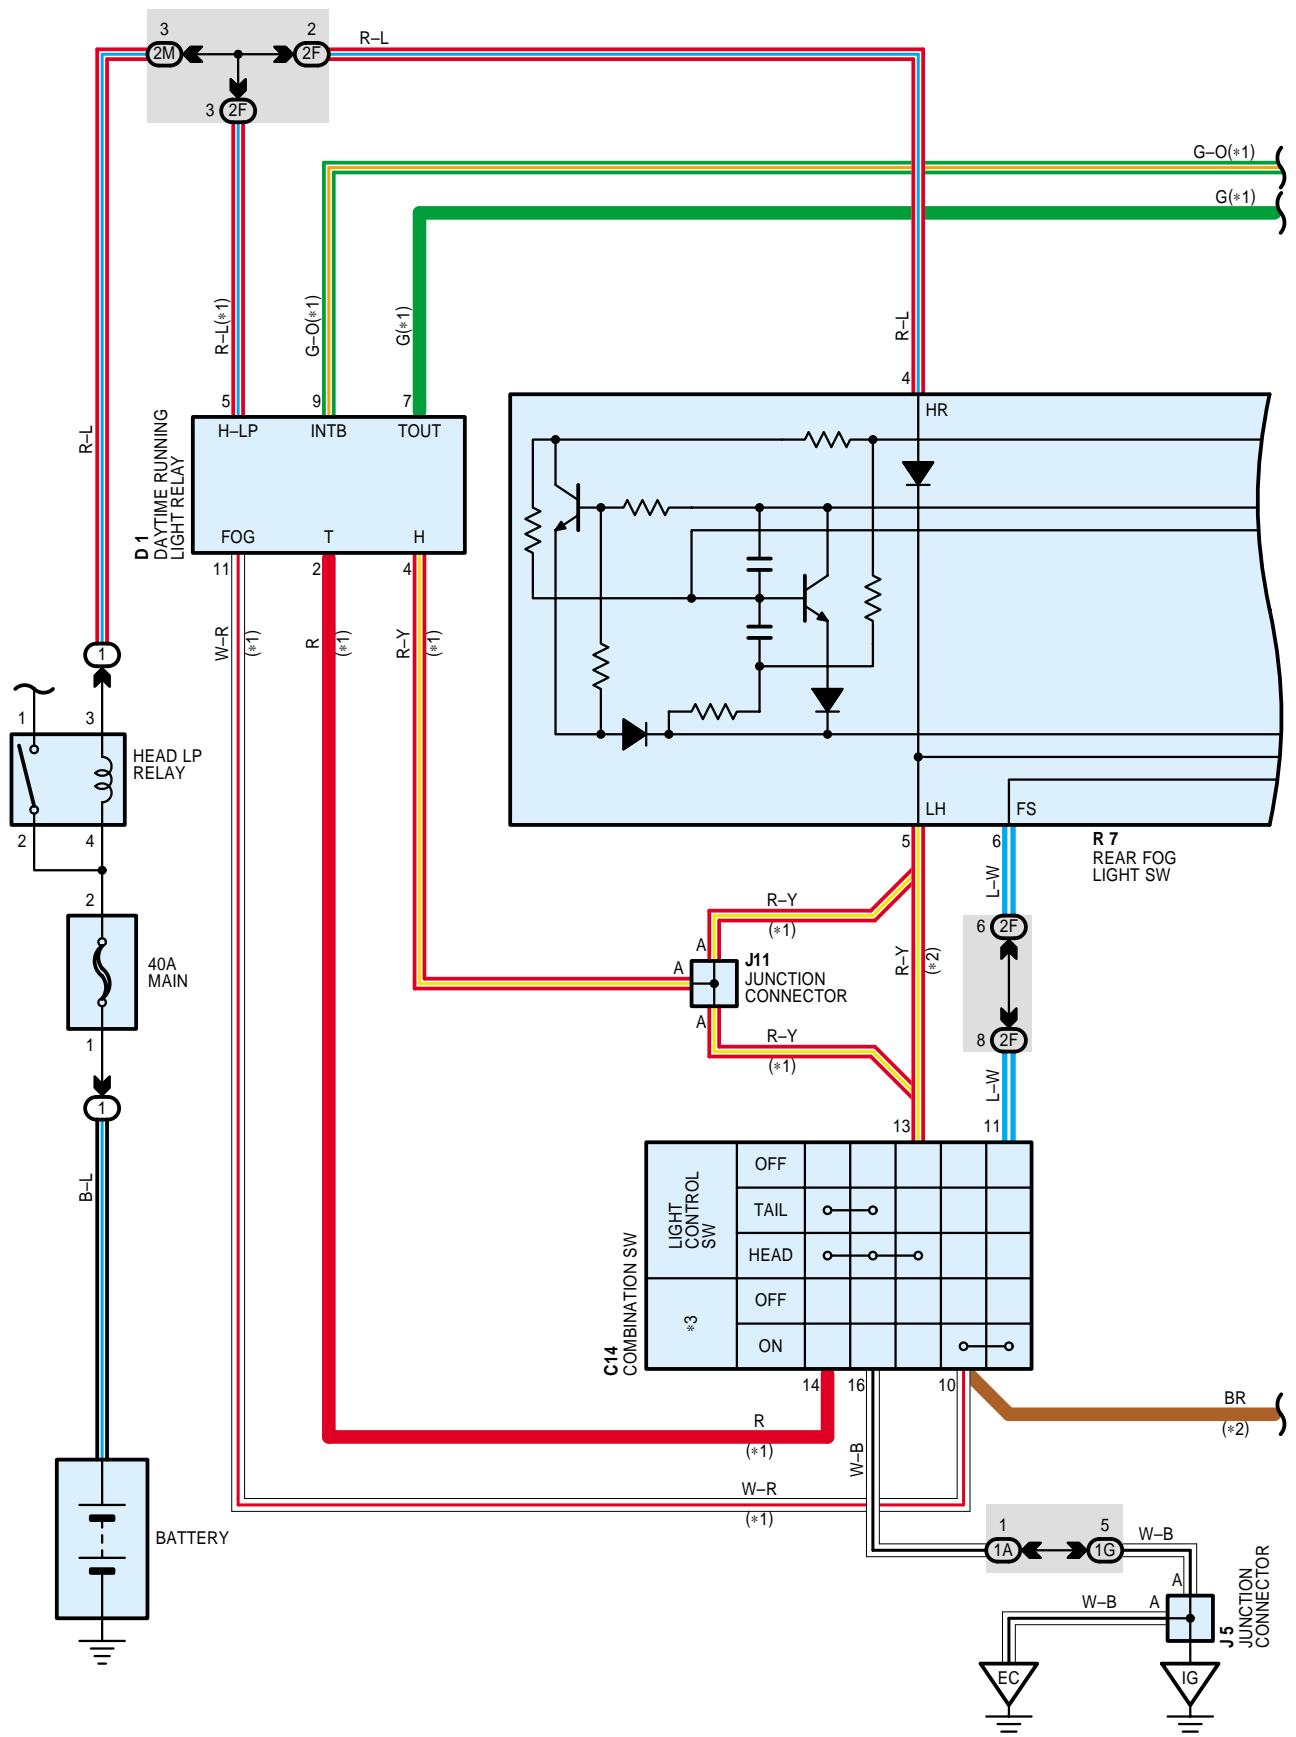 3
2M
2
2F
R–L
3
2F
G–O(*1)
G(*1)
R–L(*1)
G–O(*1)
G(*1)
R–L
R–L
5
9
7
4
H–LP
INTB
TOUT
D 1
DAYTIME RUNNING
LIGHT RELAY
FOG
T
H
11
2
4
W–R
(*1)
R
(*1)
R–Y
(*1)
HR
1
1
3
HEAD LP
RELAY
2
4
2
40A
MAIN
1
1
B–L
LH
FS
5
6
R 7
REAR FOG
LIGHT SW
L–W
R–Y
(*1)
A
A
J11
JUNCTION
CONNECTOR
A
R–Y
(*2)
6
2F
8
2F
R–Y
(*1)
L–W
13
11
C14
COMBINATION SW
LIGHT
CONTROL
SW
OFF
TAIL
HEAD
*3
OFF
ON
14
16
10
R
(*1)
W–B
BR
(*2)
W–R
(*1)
BATTERY
1
1A
5
1G
W–B
A
A
W–B
J 5
JUNCTION
CONNECTOR
EC
IG